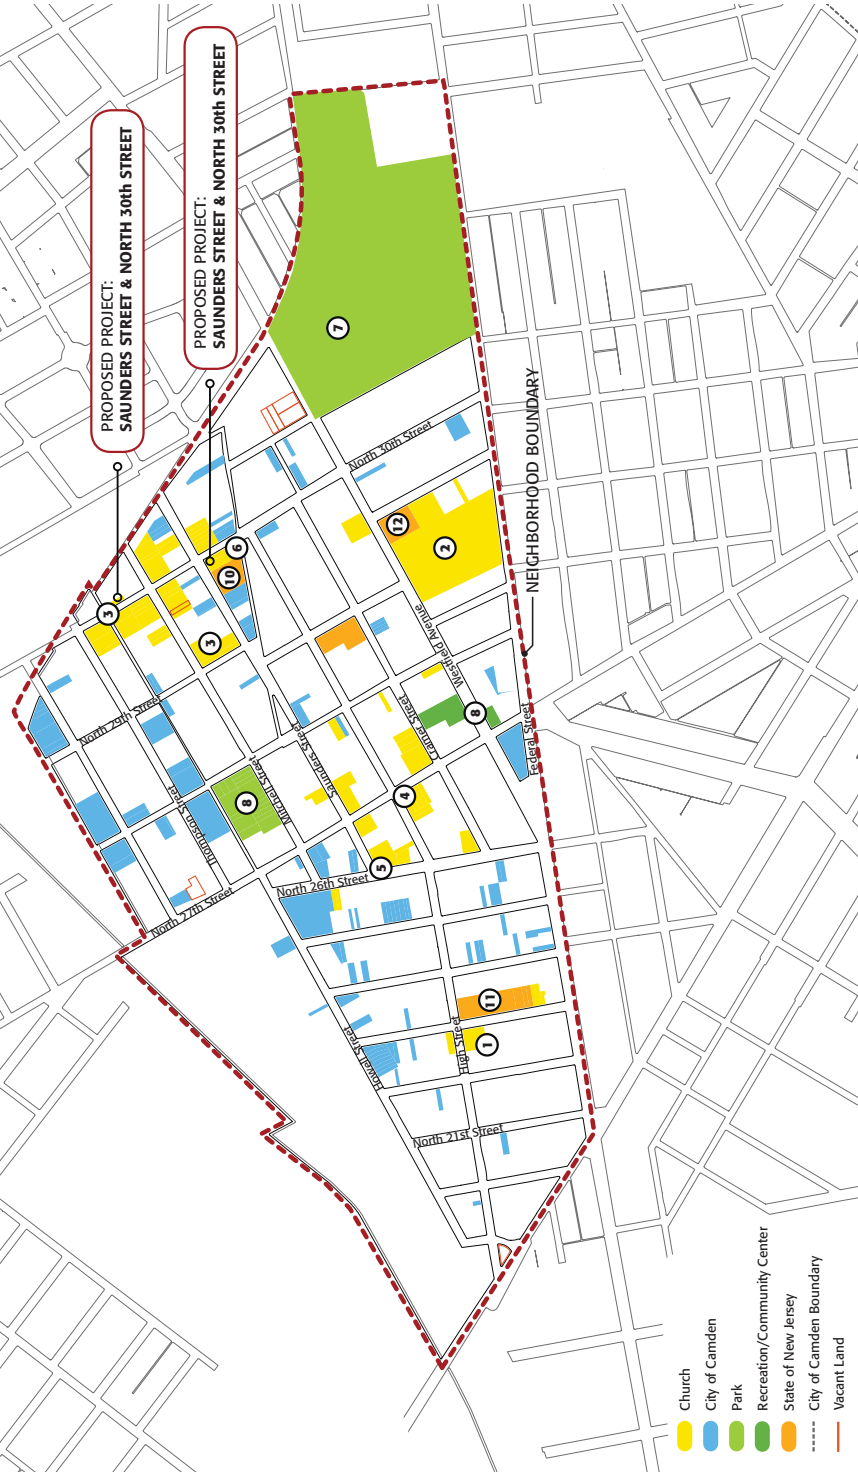 PROPOSED PROJECT:
SAUNDERS STREET & NORTH 30th STREET
PROPOSED PROJECT:
SAUNDERS STREET & NORTH 30th STREET
7
North 30th Street
NEIGHBORHOOD BOUNDARY
12
2
6
10
3
3
Westfield Avenue
North 29th Street
8
Federal Street
Cramer Street
Saunders Street
Mitchell Street
8
4
Thompson Street
5
North 26th Street
North 27th Street
11
1
High Street
Howell Street
North 21st Street
Church
City of Camden
Park
Recreation/Community Center
State of New Jersey
City of Camden Boundary
Vacant Land